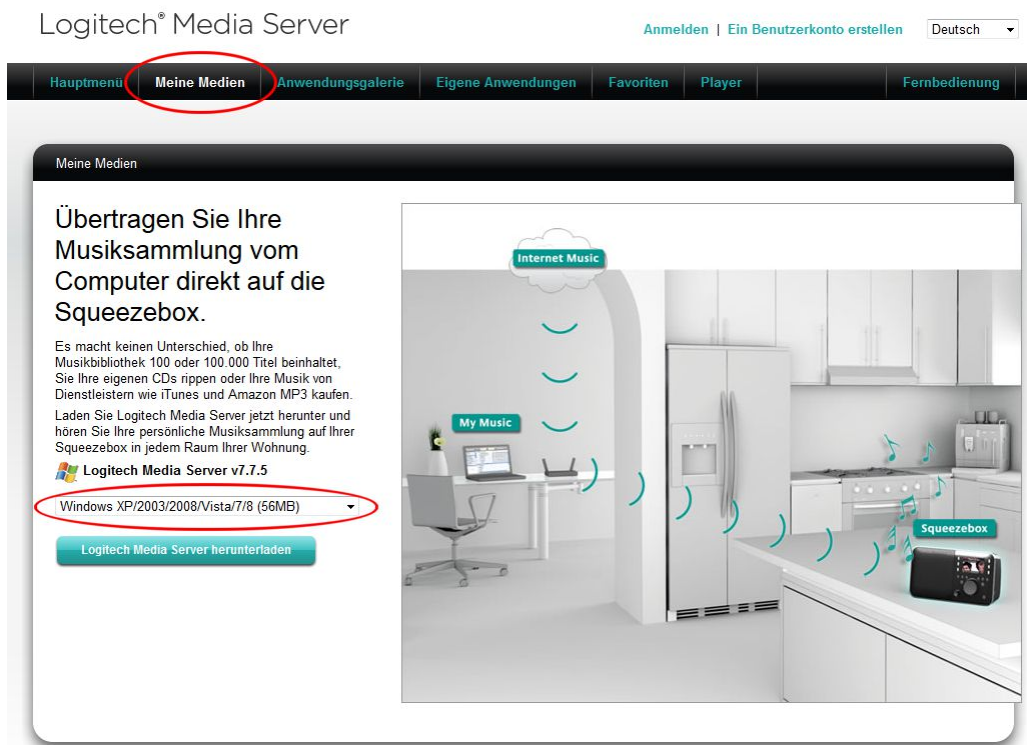 Logitech® Media Server
Anmelden | Ein Benutzerkonto erstellen Deutsch
Hauptmenü Meine Medien Anwendungsgalerie Eigene Anwendungen Favoriten Player Fernbedienung
Meine Medien
Übertragen Sie Ihre
Musiksammlung vom
Computer direkt auf die
Squeezebox.
Es macht keinen Unterschied, ob Ihre
Musikbibliothek 100 oder 100.000 Titel beinhaltet,
Sie Ihre eigenen CDs rippen oder Ihre Musik von
Dienstleistern wie iTunes und Amazon MP3 kaufen.
Laden Sie Logitech Media Server jetzt herunter und
hören Sie Ihre persönliche Musiksammlung auf Ihrer
Squeezebox in jedem Raum Ihrer Wohnung.
Logitech Media Server v7.7.5
Windows XP/2003/2008/Vista/7/8 (56MB)
Logitech Media Server herunterladen
Internet Music
My Music
Squeezebox